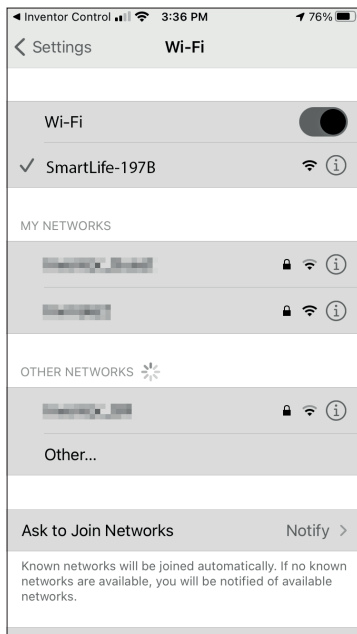 ◀ Inventor Control 3:36 PM 76%
Settings Wi-Fi
Wi-Fi
SmartLife-197B
MY NETWORKS
OTHER NETWORKS
Other...
Ask to Join Networks Notify
Known networks will be joined automatically. If no known
networks are available, you will be notified of available
networks.